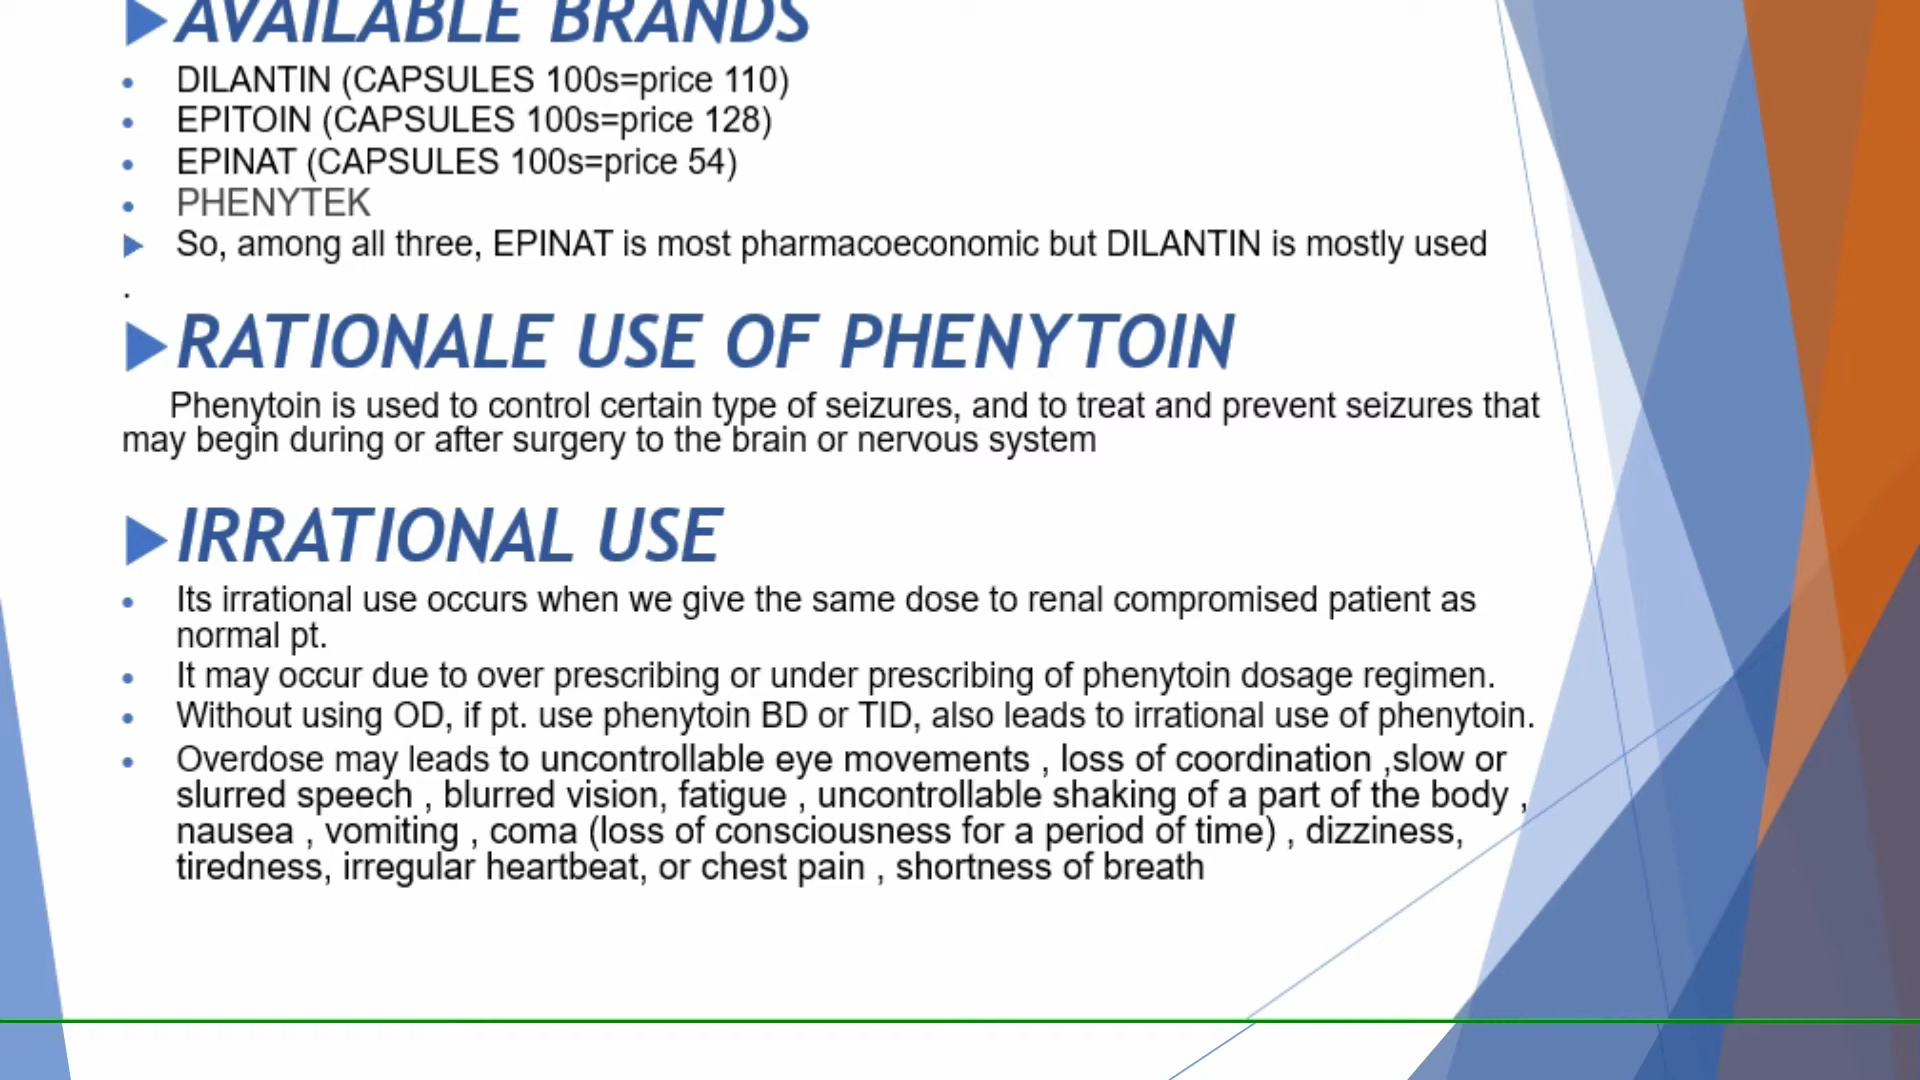 AVAILABLE BRANDS
DILANTIN (CAPSULES 100s=price 110)
EPITOIN (CAPSULES 100s=price 128)
EPINAT (CAPSULES 100s=price 54)
PHENYTEK
So, among all three, EPINAT is most pharmacoeconomic but DILANTIN is mostly used
.
RATIONALE USE OF PHENYTOIN
Phenytoin is used to control certain type of seizures, and to treat and prevent seizures that
may begin during or after surgery to the brain or nervous system
IRRATIONAL USE
Its irrational use occurs when we give the same dose to renal compromised patient as
normal pt.
It may occur due to over prescribing or under prescribing of phenytoin dosage regimen.
Without using OD, if pt. use phenytoin BD or TID, also leads to irrational use of phenytoin.
Overdose may leads to uncontrollable eye movements , loss of coordination ,slow or
slurred speech , blurred vision, fatigue , uncontrollable shaking of a part of the body ,
nausea , vomiting , coma (loss of consciousness for a period of time) , dizziness,
tiredness, irregular heartbeat, or chest pain , shortness of breath